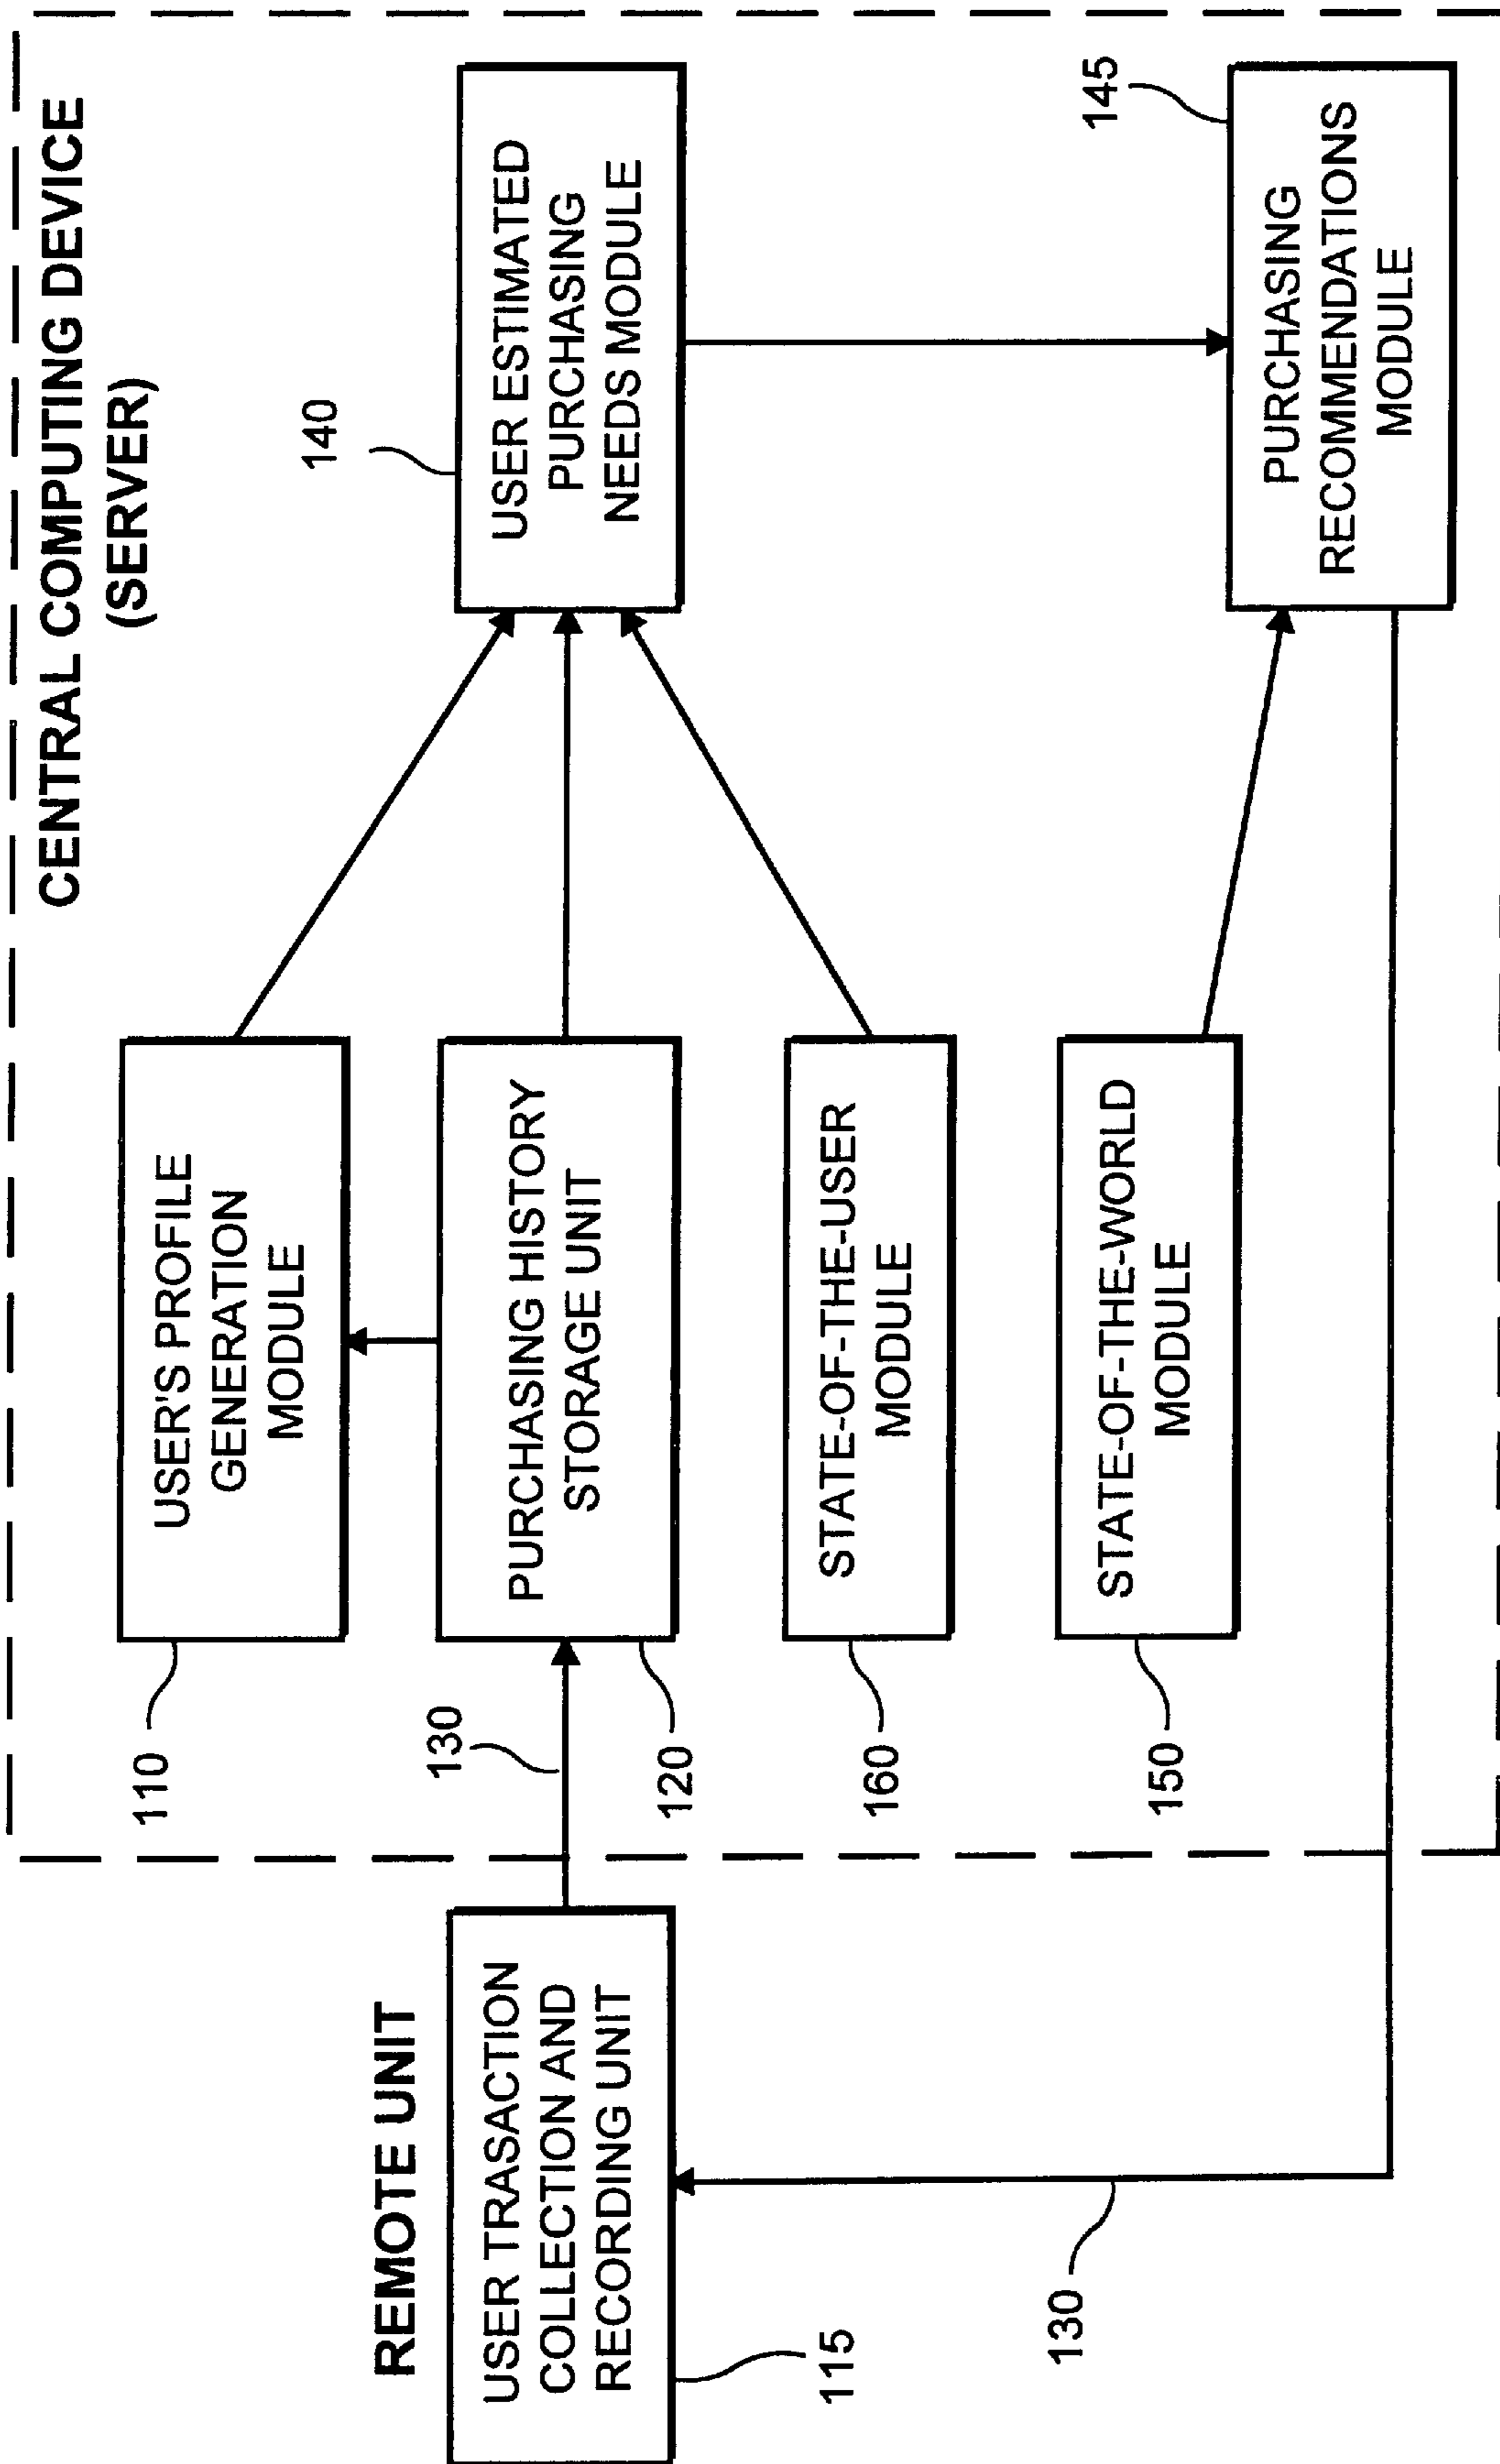 CENTRAL COMPUTING DEVICE
(SERVER)
REMOTE UNIT
USER TRASACTION
COLLECTION AND
RECORDING UNIT
115
130
130
USER'S PROFILE
GENERATION
MODULE
110
PURCHASING HISTORY
STORAGE UNIT
120
STATE-OF-THE-USER
MODULE
160
STATE-OF-THE-WORLD
MODULE
150
140
USER ESTIMATED
PURCHASING
NEEDS MODULE
145
PURCHASING
RECOMMENDATIONS
MODULE